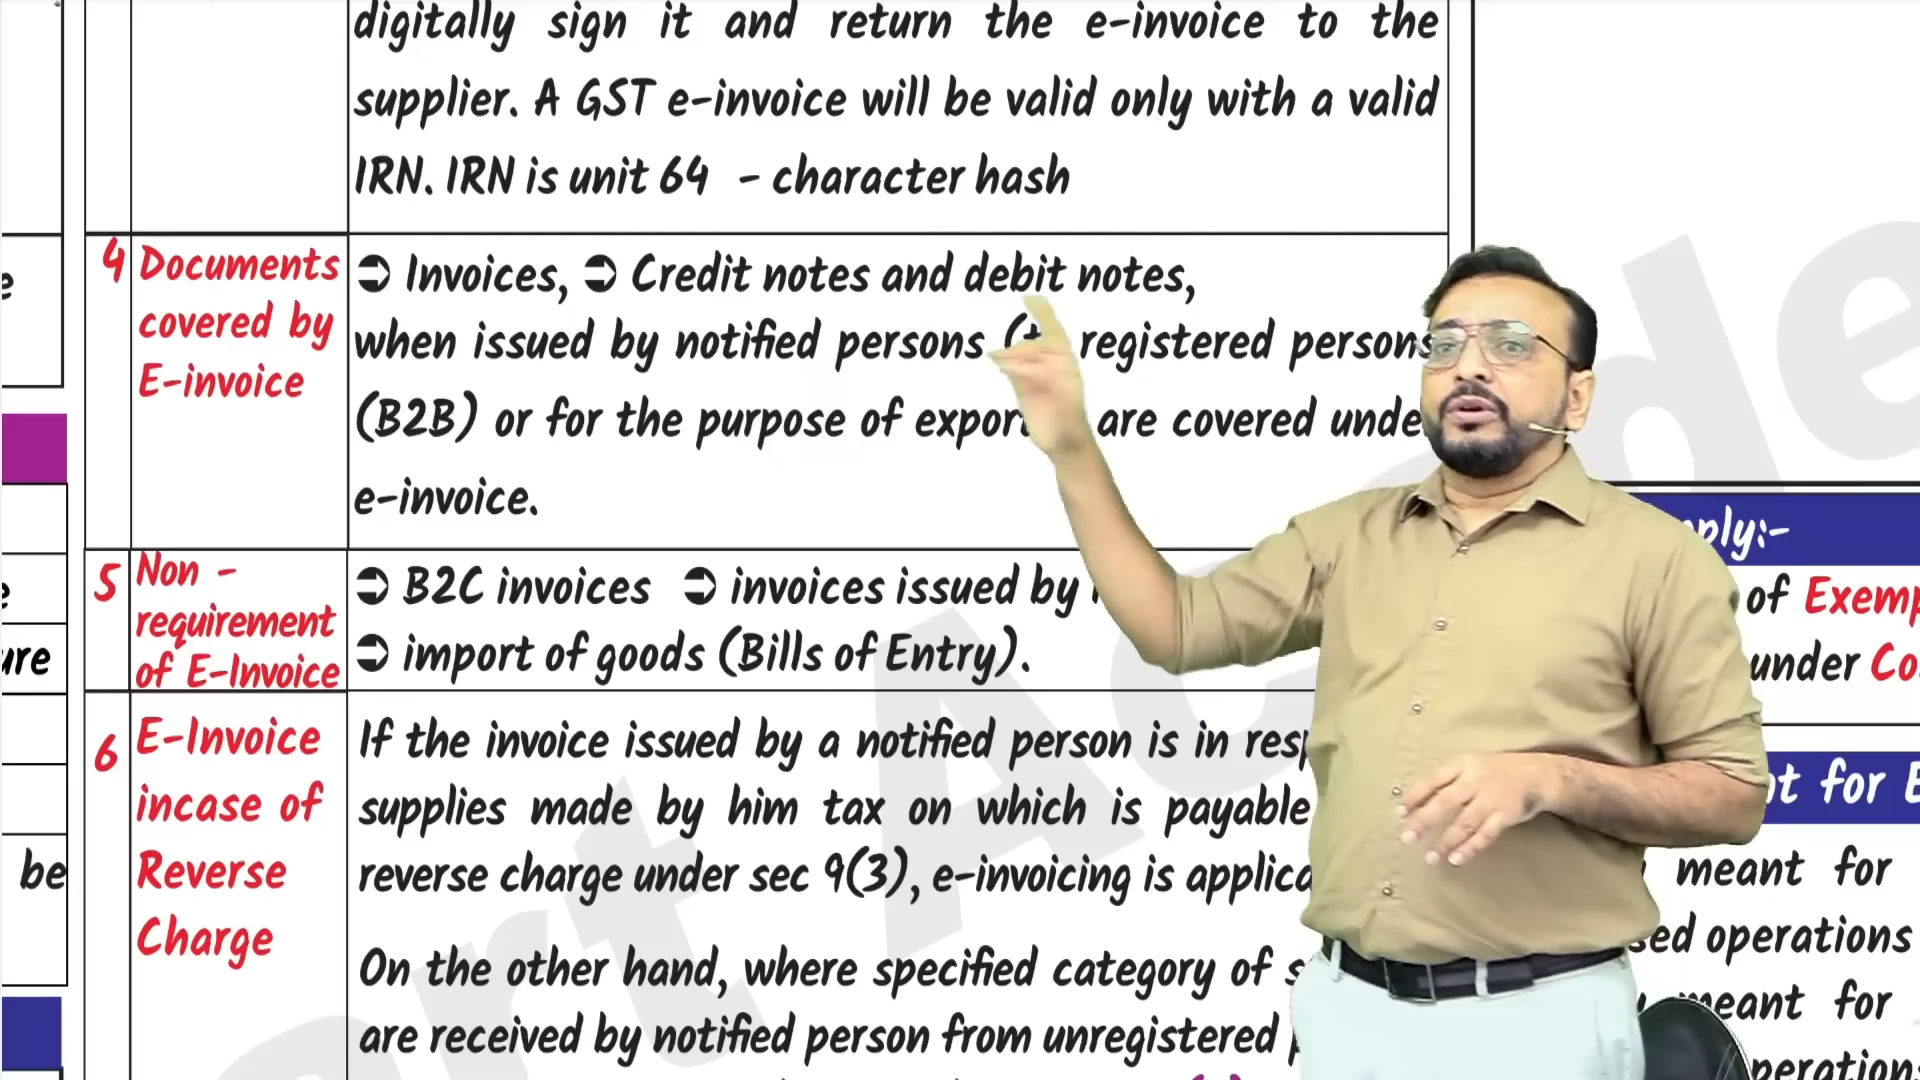 digitally sign it and return the e-invoice to the
supplier. A GST e-invoice will be valid only with a valid
IRN. IRN is unit 64 - character hash
4 Documents covered by E-invoice
➲ Invoices, ➲ Credit notes and debit notes,
when issued by notified persons registered persons
(B2B) or for the purpose of are covered
e-invoice.
5 Non - requirement of E-Invoice
➲ B2C invoices ➲ invoices issued by
➲ import of goods (Bills of Entry).
6 E-Invoice incase of Reverse Charge
If the invoice issued by a notified person is in
supplies made by him tax on which is payable
reverse charge under sec 9(3), e-invoicing is
On the other hand, where specified category of
are received by notified person from unregistered
be
of
under
for
meant for
operations
meant for